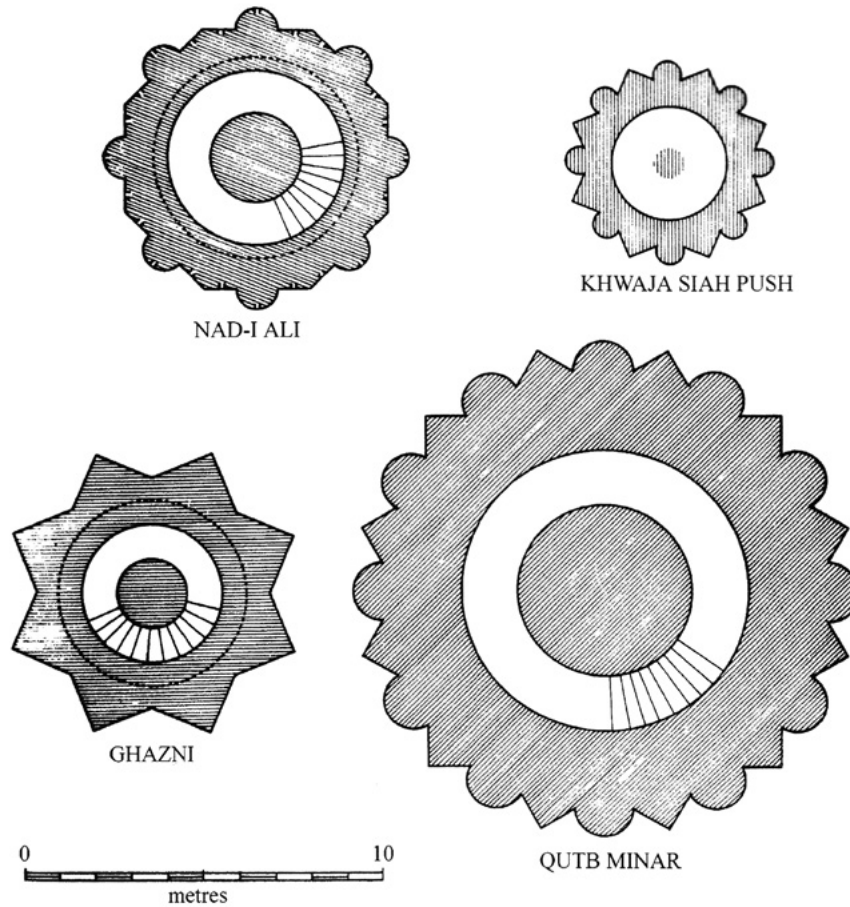 NAD-I ALI
KHWAJA SIAH PUSH
GHAZNI
QUTB MINAR
0 10
metres